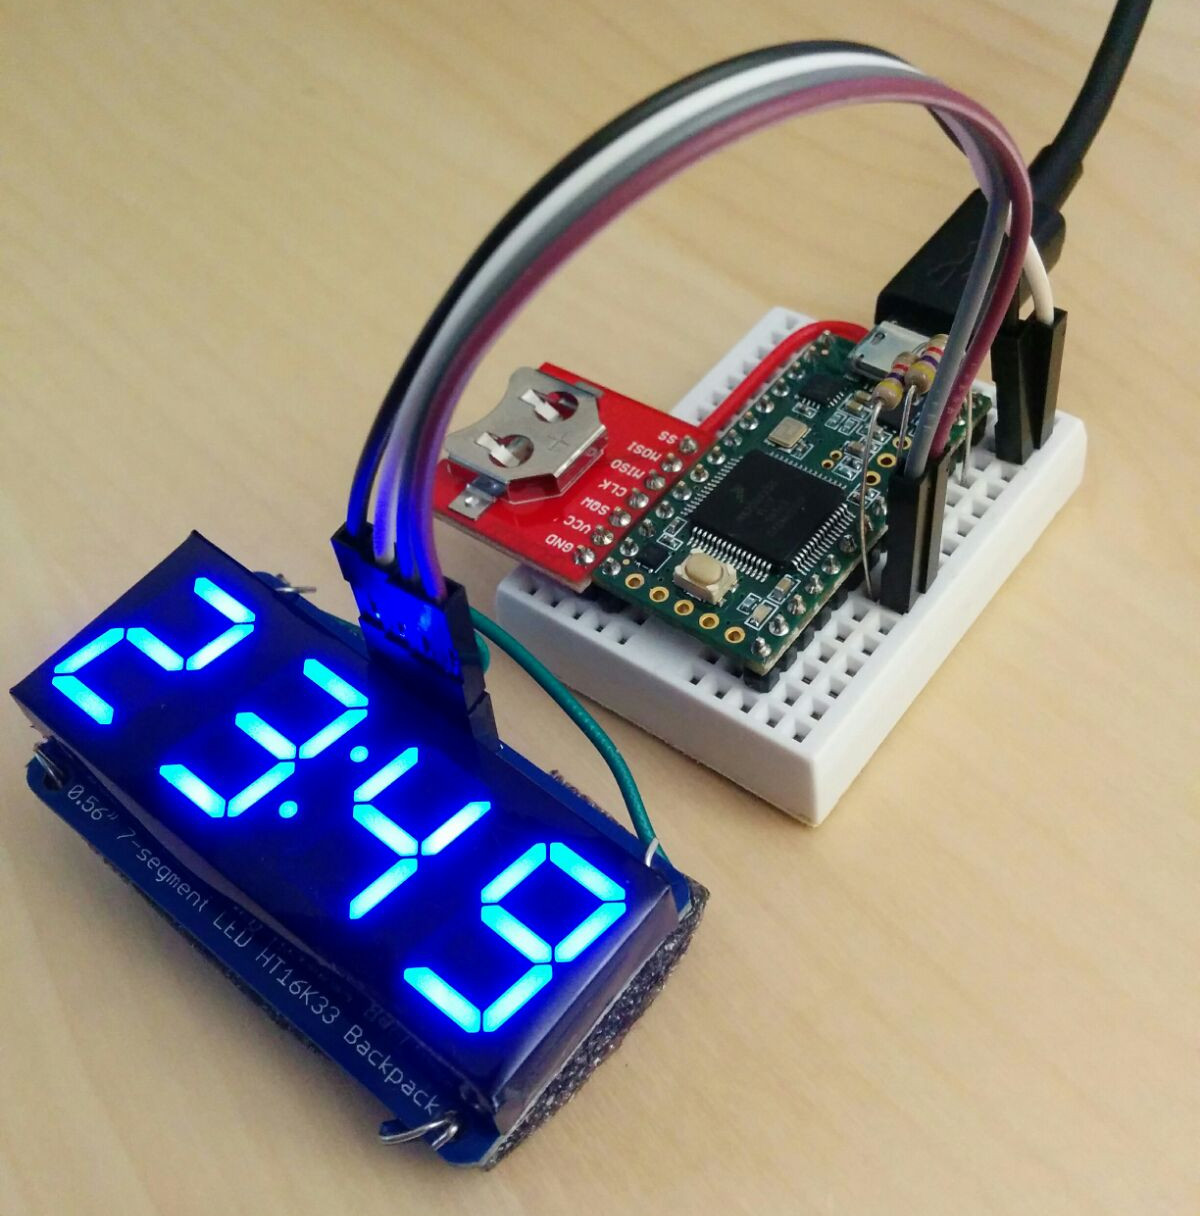 23:49
0.56" 7-segment LED HT16K33 Backpack
SS
MOSI
MISO
CLK
SQW
VCC
GND